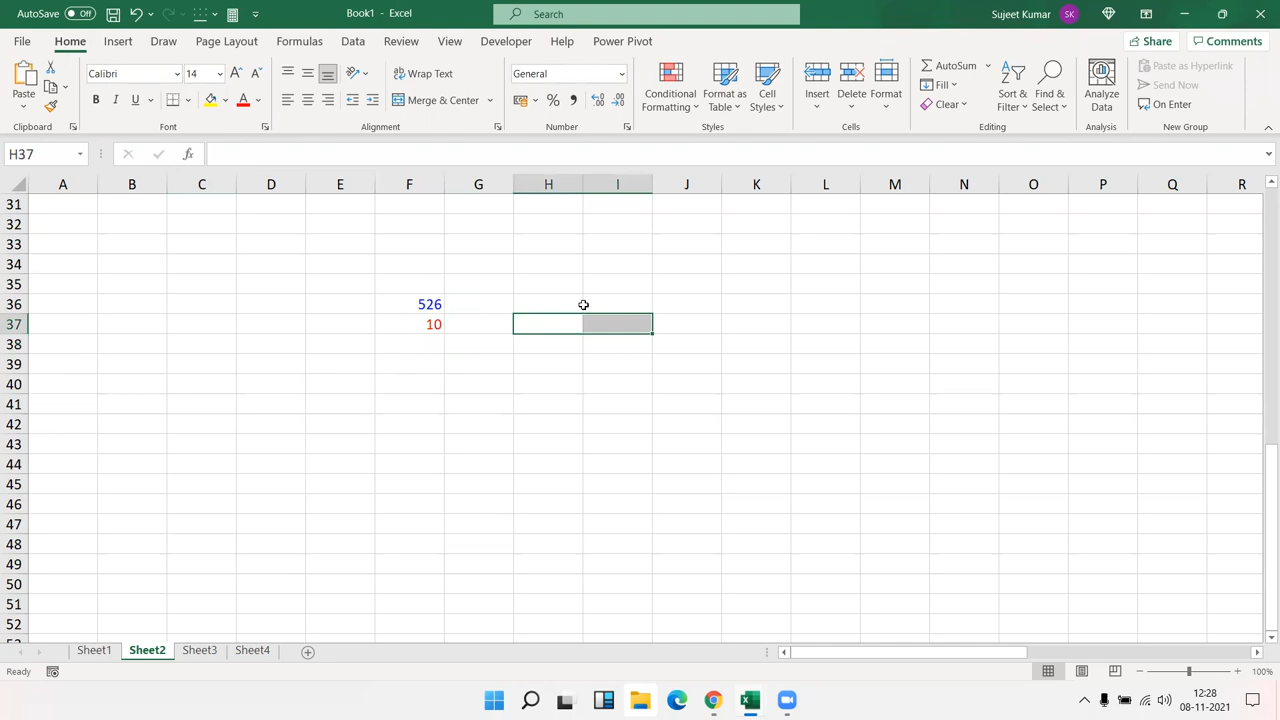 AutoSave Off Book1 - Excel Search Sujeet Kumar SK
File Home Insert Draw Page Layout Formulas Data Review View Developer Help Power Pivot Share Comments
Paste Calibri 14 Wrap Text General Conditional Formatting Format as Table Cell Styles Insert Delete Format AutoSum Sort & Filter Find & Select Analyze Data Paste as Hyperlink
Fill Send Now
B I U Merge & Center % Clear On Enter
Clipboard Font Alignment Number Styles Cells Editing Analysis New Group
H37 fx
A B C D E F G H I J K L M N O P Q R
31
32
33
34
35
36 526
37 10
38
39
40
41
42
43
44
45
46
47
48
49
50
51
52
Sheet1 Sheet2 Sheet3 Sheet4
Ready 100%
12:28
08-11-2021